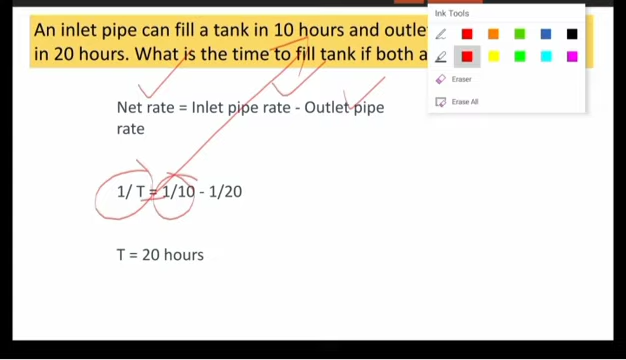 An inlet pipe can fill a tank in 10 hours and outle
in 20 hours. What is the time to fill tank if both a
Ink Tools
Eraser
Erase All
Net rate = Inlet pipe rate - Outlet pipe
rate
1/ T = 1/10 - 1/20
T = 20 hours